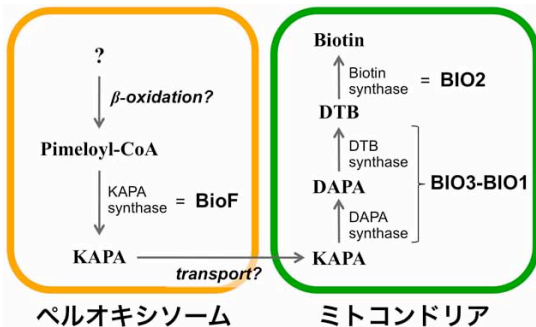 ?
β-oxidation?
Pimeloyl-CoA
KAPA
synthase
= BioF
KAPA
transport?
ペルオキシソーム
Biotin
Biotin
synthase
= BIO2
DTB
DTB
synthase
DAPA
BIO3-BIO1
DAPA
synthase
KAPA
ミトコンドリア